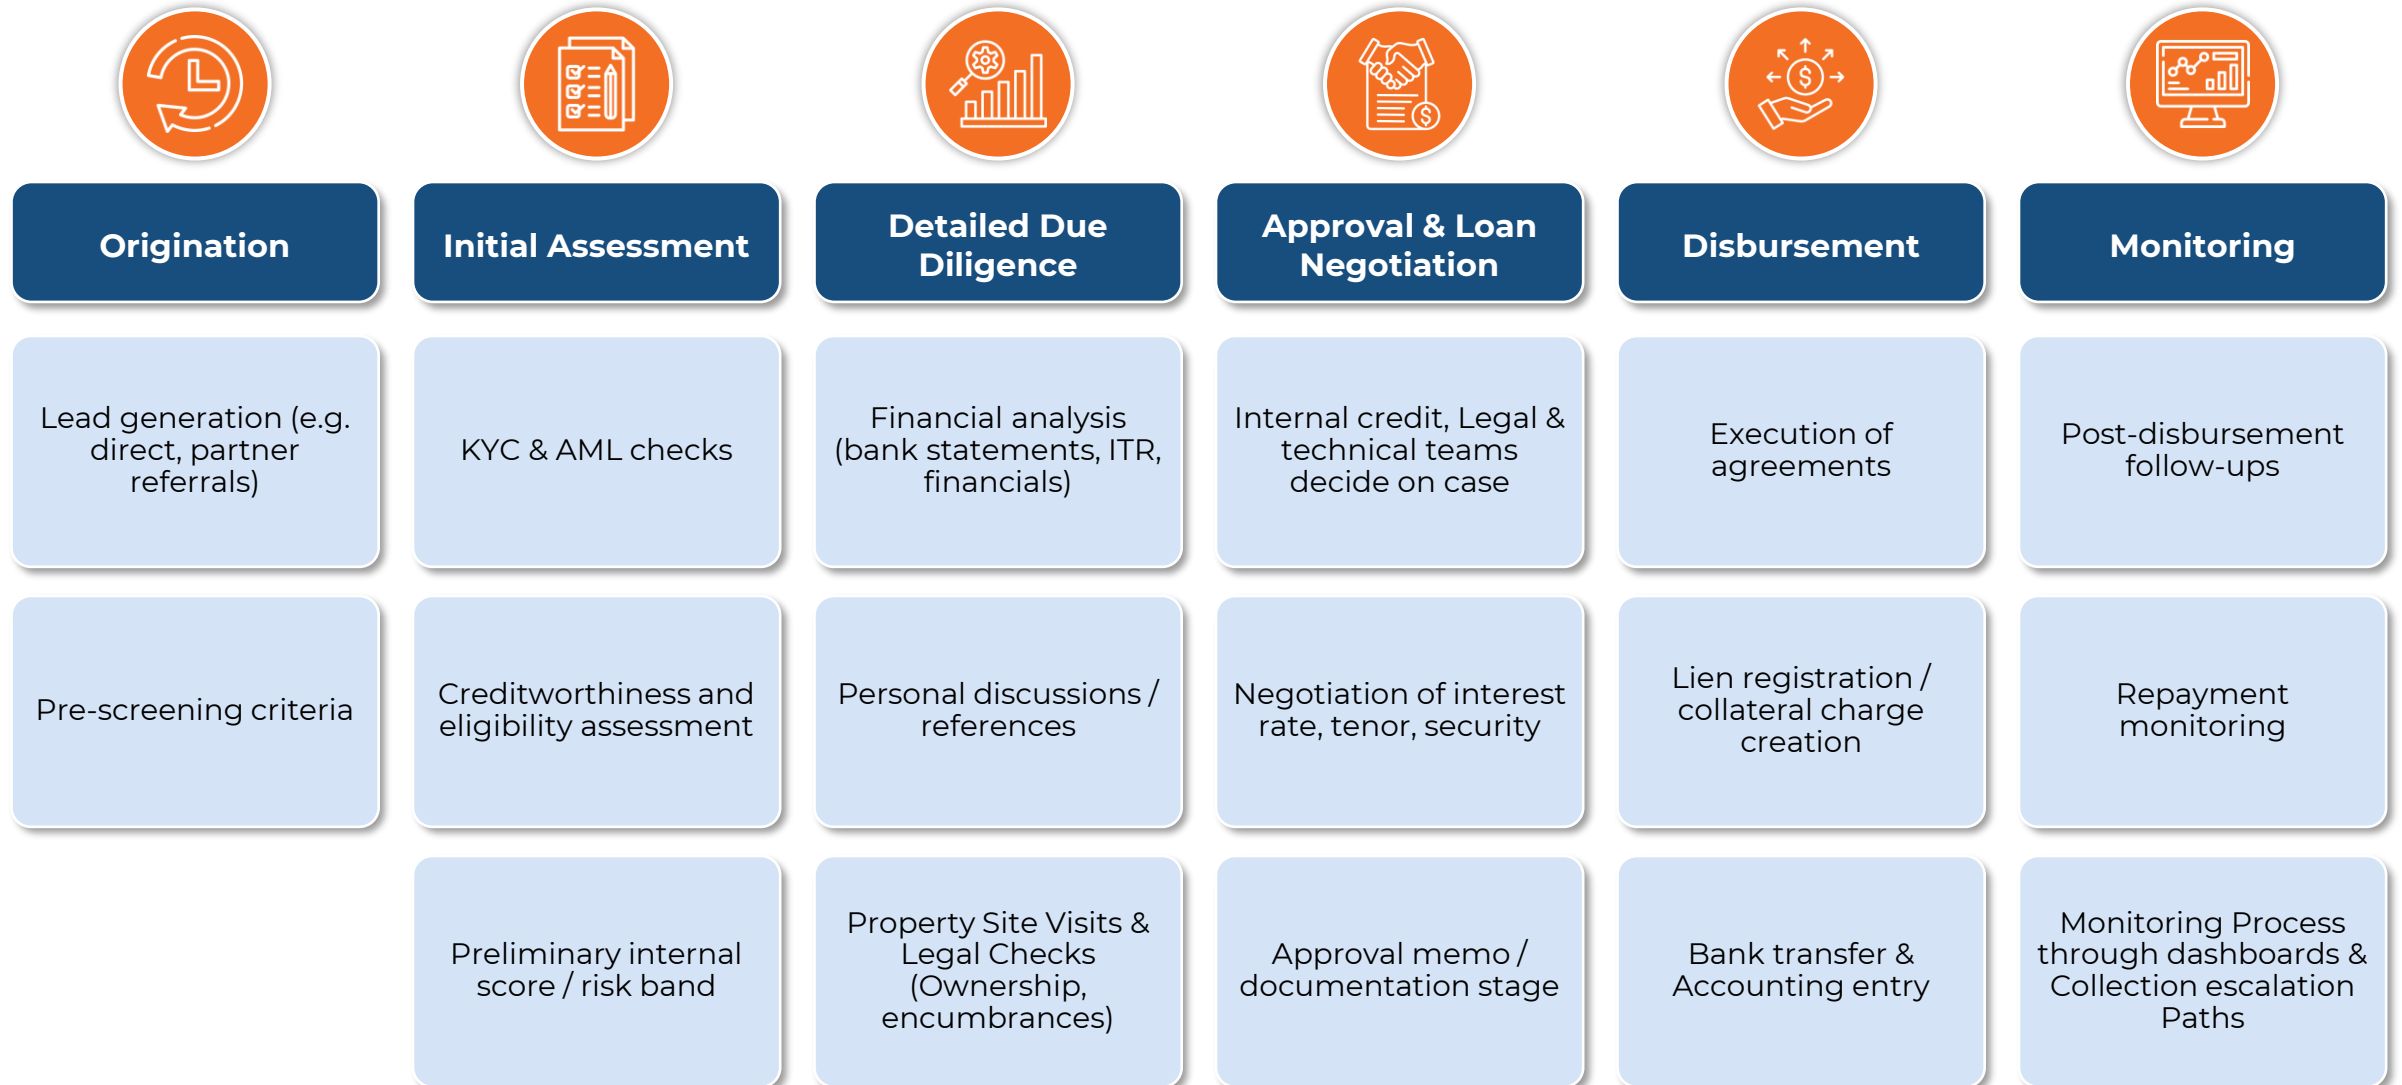 Origination
Initial Assessment
Detailed Due
Diligence
Approval & Loan
Negotiation
Disbursement
Monitoring
Lead generation (e.g.
direct, partner
referrals)
KYC & AML checks
Financial analysis
(bank statements, ITR,
financials)
Internal credit, Legal &
technical teams
decide on case
Execution of
agreements
Post-disbursement
follow-ups
Pre-screening criteria
Creditworthiness and
eligibility assessment
Personal discussions /
references
Negotiation of interest
rate, tenor, security
Lien registration /
collateral charge
creation
Repayment
monitoring
Preliminary internal
score / risk band
Property Site Visits &
Legal Checks
(Ownership,
encumbrances)
Approval memo /
documentation stage
Bank transfer &
Accounting entry
Monitoring Process
through dashboards &
Collection escalation
Paths